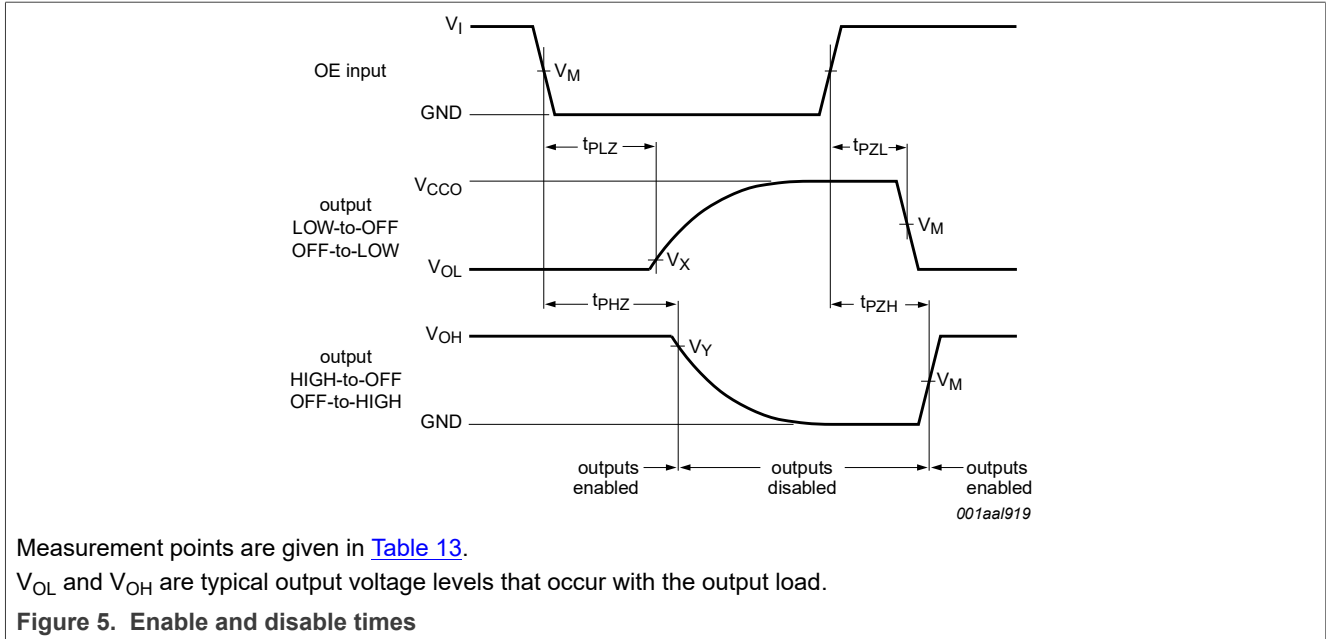 V_I
OE input
V_M
GND
t_PLZ
t_PZL
V_CCO
output
LOW-to-OFF
OFF-to-LOW
V_M
V_X
V_OL
t_PHZ
t_PZH
V_OH
output
HIGH-to-OFF
OFF-to-HIGH
V_Y
V_M
GND
outputs
enabled
outputs
disabled
outputs
enabled
001aal919
Measurement points are given in Table 13.
V_OL and V_OH are typical output voltage levels that occur with the output load.
Figure 5. Enable and disable times